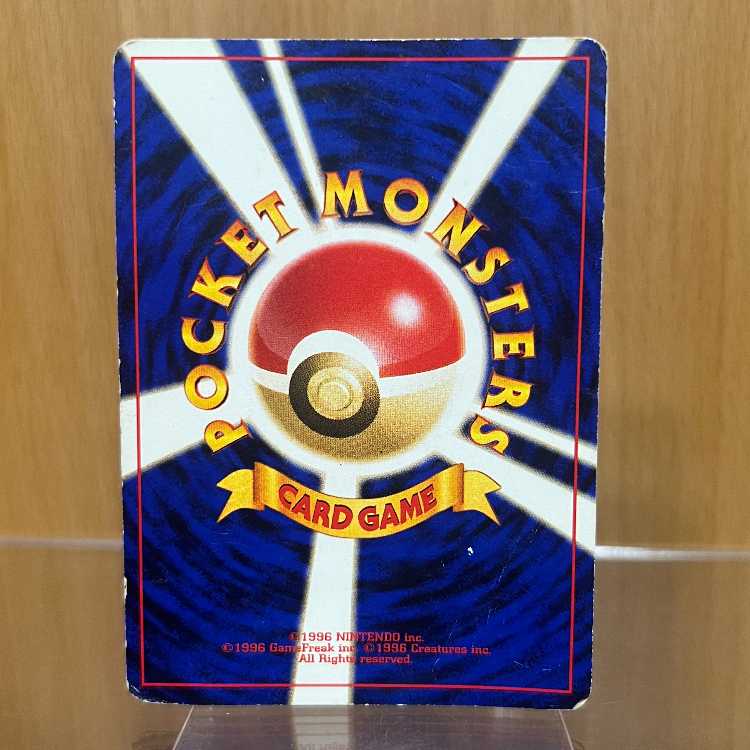 POCKET MONSTERS
CARD GAME
©1996 NINTENDO inc.
©1996 GameFreak inc. ©1996 Creatures inc.
All Rights reserved.